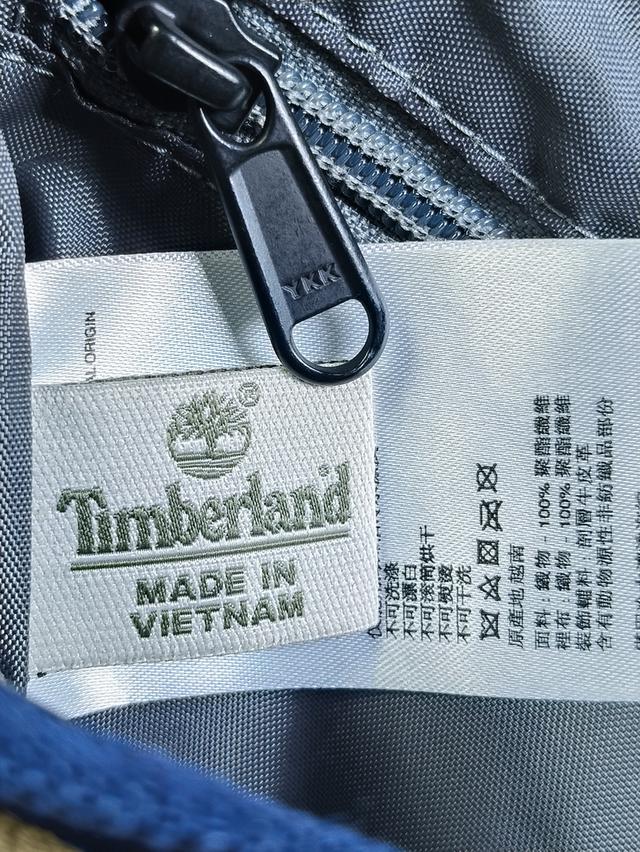 YKK
AL ORIGIN
®
Timberland®
MADE IN
VIETNAM
不可洗滌
不可漂白
不可滾筒烘干
不可熨燙
不可干洗
原產地 越南
面料 - 織物 - 100% 聚酯纖維
裡布 - 織物 - 100% 聚酯纖維
裝飾輔料 - 剖層牛皮革
含有動物源性非紡織品部份